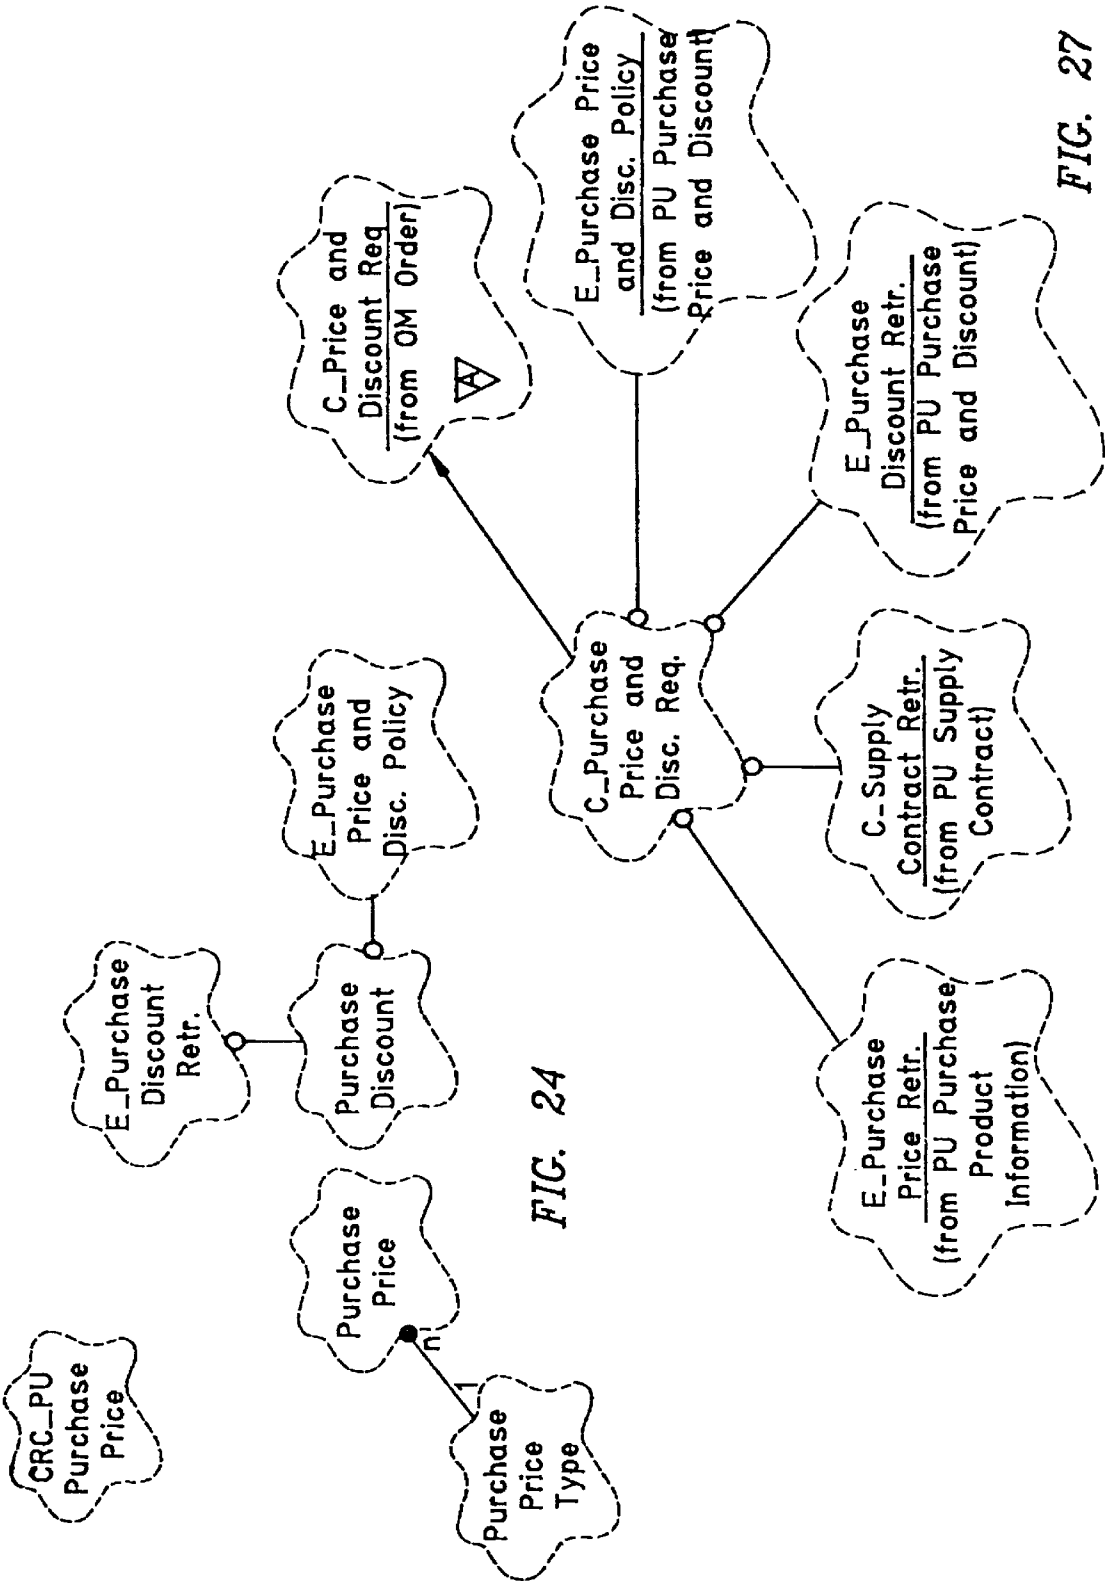 CRC_PU
Purchase
Price
E_Purchase
Discount
Retr.
Purchase
Price
Type
1
n
Purchase
Price
Purchase
Discount
E_Purchase
Price and
Disc. Policy
FIG. 24
C_Price and
Discount Req
(from OM Order)
A
C_Purchase
Price and
Disc. Req.
E_Purchase Price
and Disc. Policy
(from PU Purchase
Price and Discount)
E_Purchase
Price Retr.
(from PU Purchase
Product
Information)
C_Supply
Contract Retr.
(from PU Supply
Contract)
E_Purchase
Discount Retr.
(from PU Purchase
Price and Discount)
FIG. 27